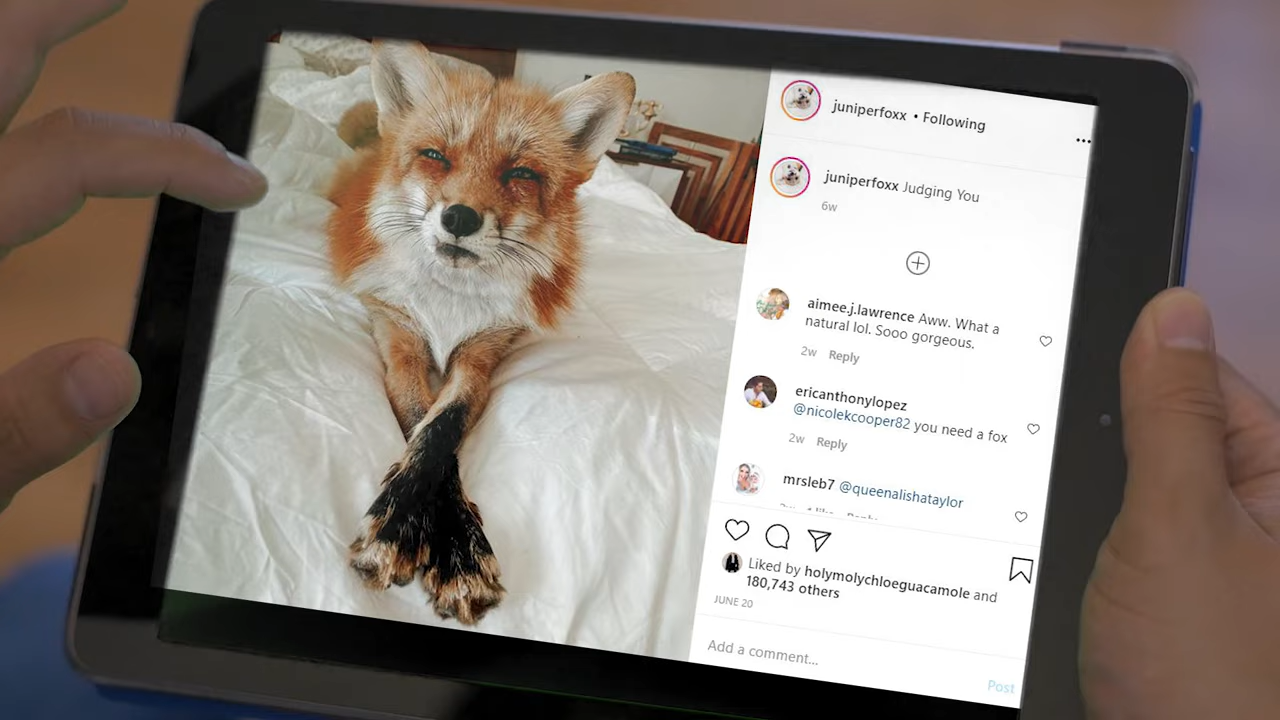 juniperfoxx • Following
juniperfoxx Judging You
6w
aimee.j.lawrence Aww. What a
natural lol. Sooo gorgeous.
2w Reply
ericanthonylopez
@nicolekcooper82 you need a fox
2w Reply
mrsleb7 @queenalishataylor
Liked by holymolychloeguacamole and
180,743 others
JUNE 20
Add a comment...
Post